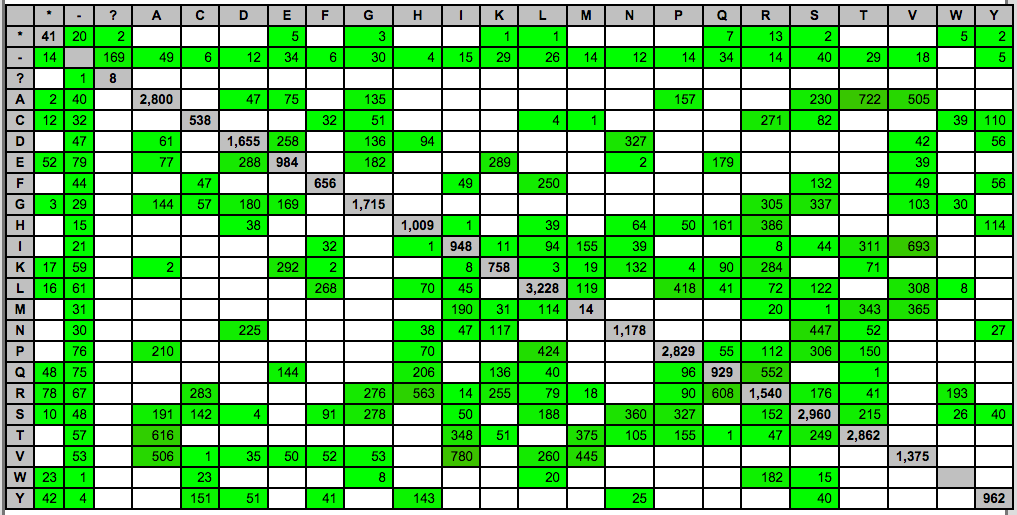 * - ? A C D E F G H I K L M N P Q R S T V W Y
* 41 20 2 5 3 1 1 7 13 2 5 2
- 14 169 49 6 12 34 6 30 4 15 29 26 14 12 14 34 14 40 29 18 5
? 1 8
A 2 40 2,800 47 75 135 157 230 722 505
C 12 32 538 32 51 4 1 271 82 39 110
D 47 61 1,655 258 136 94 327 42 56
E 52 79 77 288 984 182 289 2 179 39
F 44 47 656 49 250 132 49 56
G 3 29 144 57 180 169 1,715 305 337 103 30
H 15 38 1,009 1 39 64 50 161 386 114
I 21 32 1 948 11 94 155 39 8 44 311 693
K 17 59 2 292 2 8 758 3 19 132 4 90 284 71
L 16 61 268 70 45 3,228 119 418 41 72 122 308 8
M 31 190 31 114 14 20 1 343 365
N 30 225 38 47 117 1,178 447 52 27
P 76 210 70 424 2,829 55 112 306 150
Q 48 75 144 206 136 40 96 929 552 1
R 78 67 283 276 563 14 255 79 18 90 608 1,540 176 41 193
S 10 48 191 142 4 91 278 50 188 360 327 152 2,960 215 26 40
T 57 616 348 51 375 105 155 1 47 249 2,862
V 53 506 1 35 50 52 53 780 260 445 1,375
W 23 1 23 8 20 182 15
Y 42 4 151 51 41 143 25 40 962